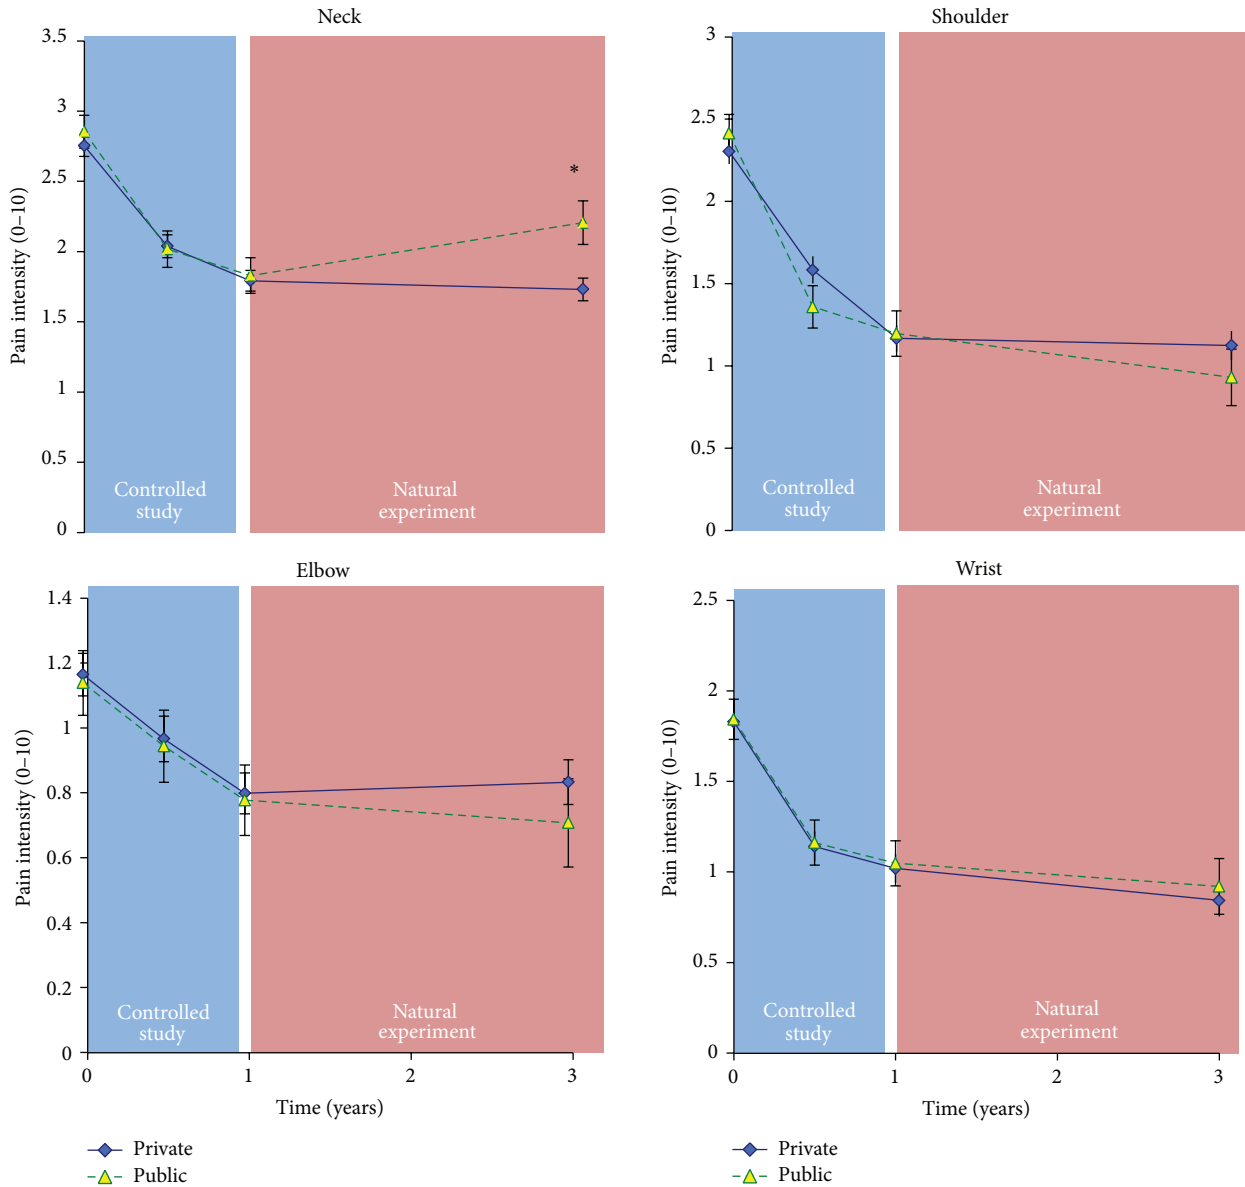 Neck
Pain intensity (0–10)
3.5
3
2.5
2
1.5
1
0.5
0
*
Controlled
study
Natural
experiment
Shoulder
Pain intensity (0–10)
3
2.5
2
1.5
1
0.5
0
Controlled
study
Natural
experiment
Elbow
Pain intensity (0–10)
1.4
1.2
1
0.8
0.6
0.4
0.2
0
Controlled
study
Natural
experiment
0 1 2 3
Time (years)
Private
Public
Wrist
Pain intensity (0–10)
2.5
2
1.5
1
0.5
0
Controlled
study
Natural
experiment
0 1 2 3
Time (years)
Private
Public